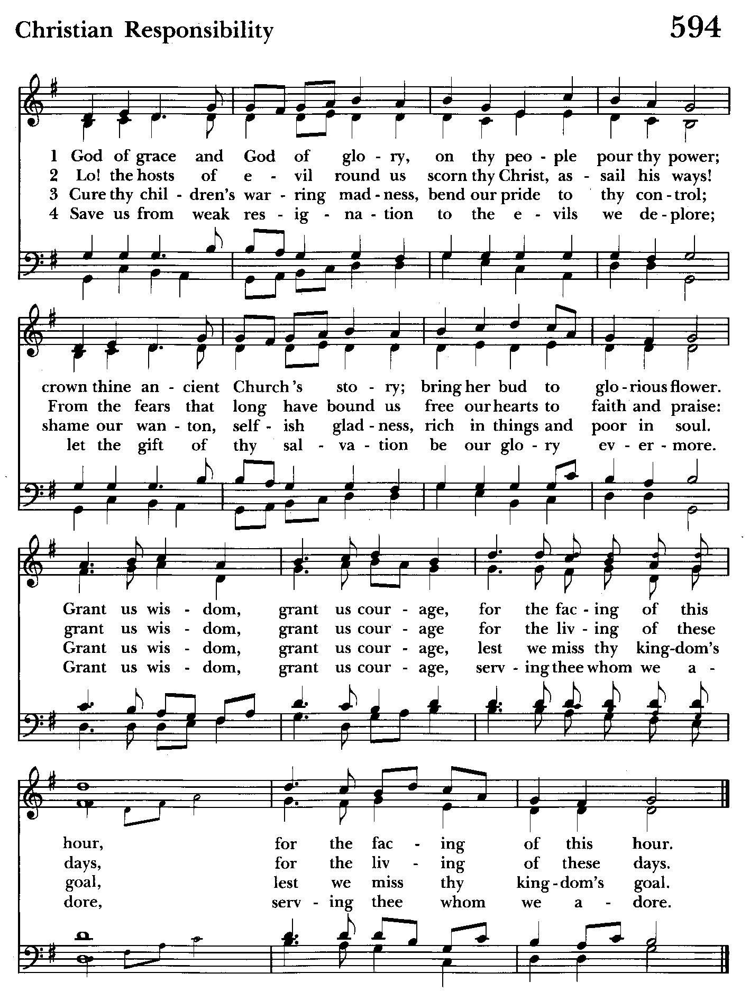 Christian Responsibility 594
1 God of grace and God of glo - ry, on thy peo - ple pour thy power;
2 Lo! the hosts of e - vil round us scorn thy Christ, as - sail his ways!
3 Cure thy chil - dren's war - ring mad - ness, bend our pride to thy con - trol;
4 Save us from weak res - ig - na - tion to the e - vils we de - plore;
crown thine an - cient Church 's sto - ry; bring her bud to glo - rious flower.
From the fears that long have bound us free our hearts to faith and praise:
shame our wan - ton, self - ish glad - ness, rich in things and poor in soul.
let the gift of thy sal - va - tion be our glo - ry ev - er - more.
Grant us wis - dom, grant us cour - age, for the fac - ing of this
grant us wis - dom, grant us cour - age for the liv - ing of these
Grant us wis - dom, grant us cour - age, lest we miss thy king-dom's
Grant us wis - dom, grant us cour - age, serv - ing thee whom we a -
hour, for the fac - ing of this hour.
days, for the liv - ing of these days.
goal, lest we miss thy king - dom's goal.
dore, serv - ing thee whom we a - dore.